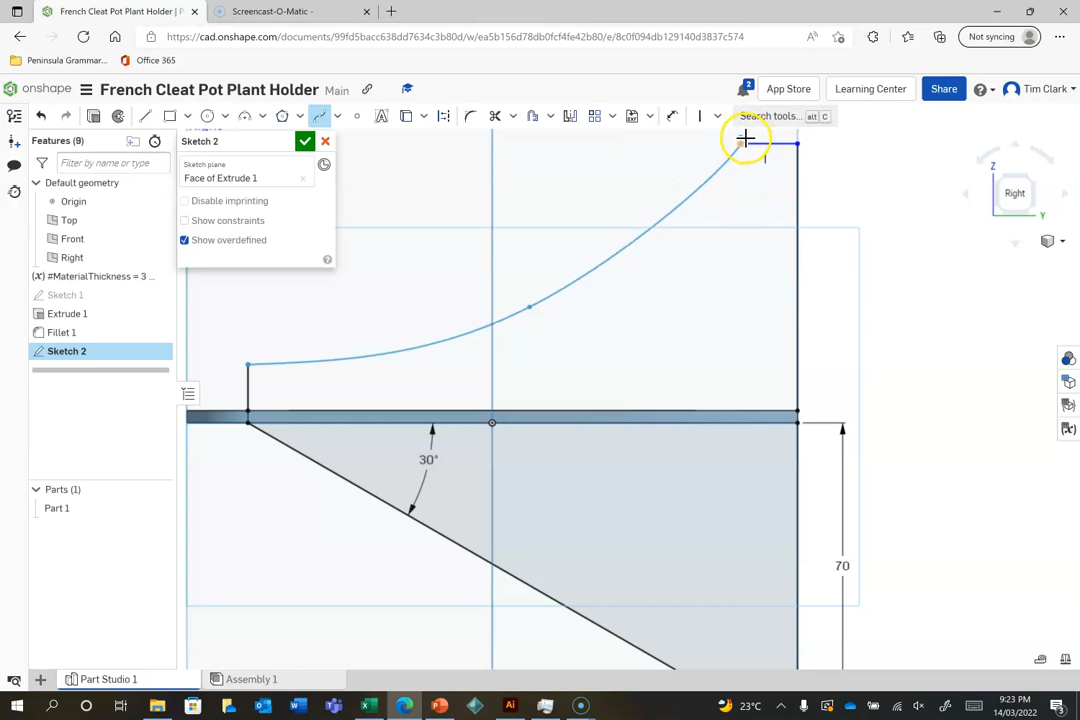 French Cleat Pot Plant Holder |
Screencast-O-Matic -
https://cad.onshape.com/documents/99fd5bacc638dd7634c3b80d/w/ea5b156d78db0fcf4fe42b80/e/8c0f094db129140d3837c574
Not syncing
Peninsula Grammar...
Office 365
onshape
French Cleat Pot Plant Holder
Main
2
App Store
Learning Center
Share
Tim Clark
Search tools... alt C
Features (9)
Filter by name or type
Default geometry
Origin
Top
Front
Right
(x) #MaterialThickness = 3 ...
Sketch 1
Extrude 1
Fillet 1
Sketch 2
Sketch 2
Sketch plane
Face of Extrude 1
Disable imprinting
Show constraints
Show overdefined
Z
Right
Y
30°
70
Parts (1)
Part 1
Part Studio 1
Assembly 1
23°C
9:23 PM
14/03/2022
3